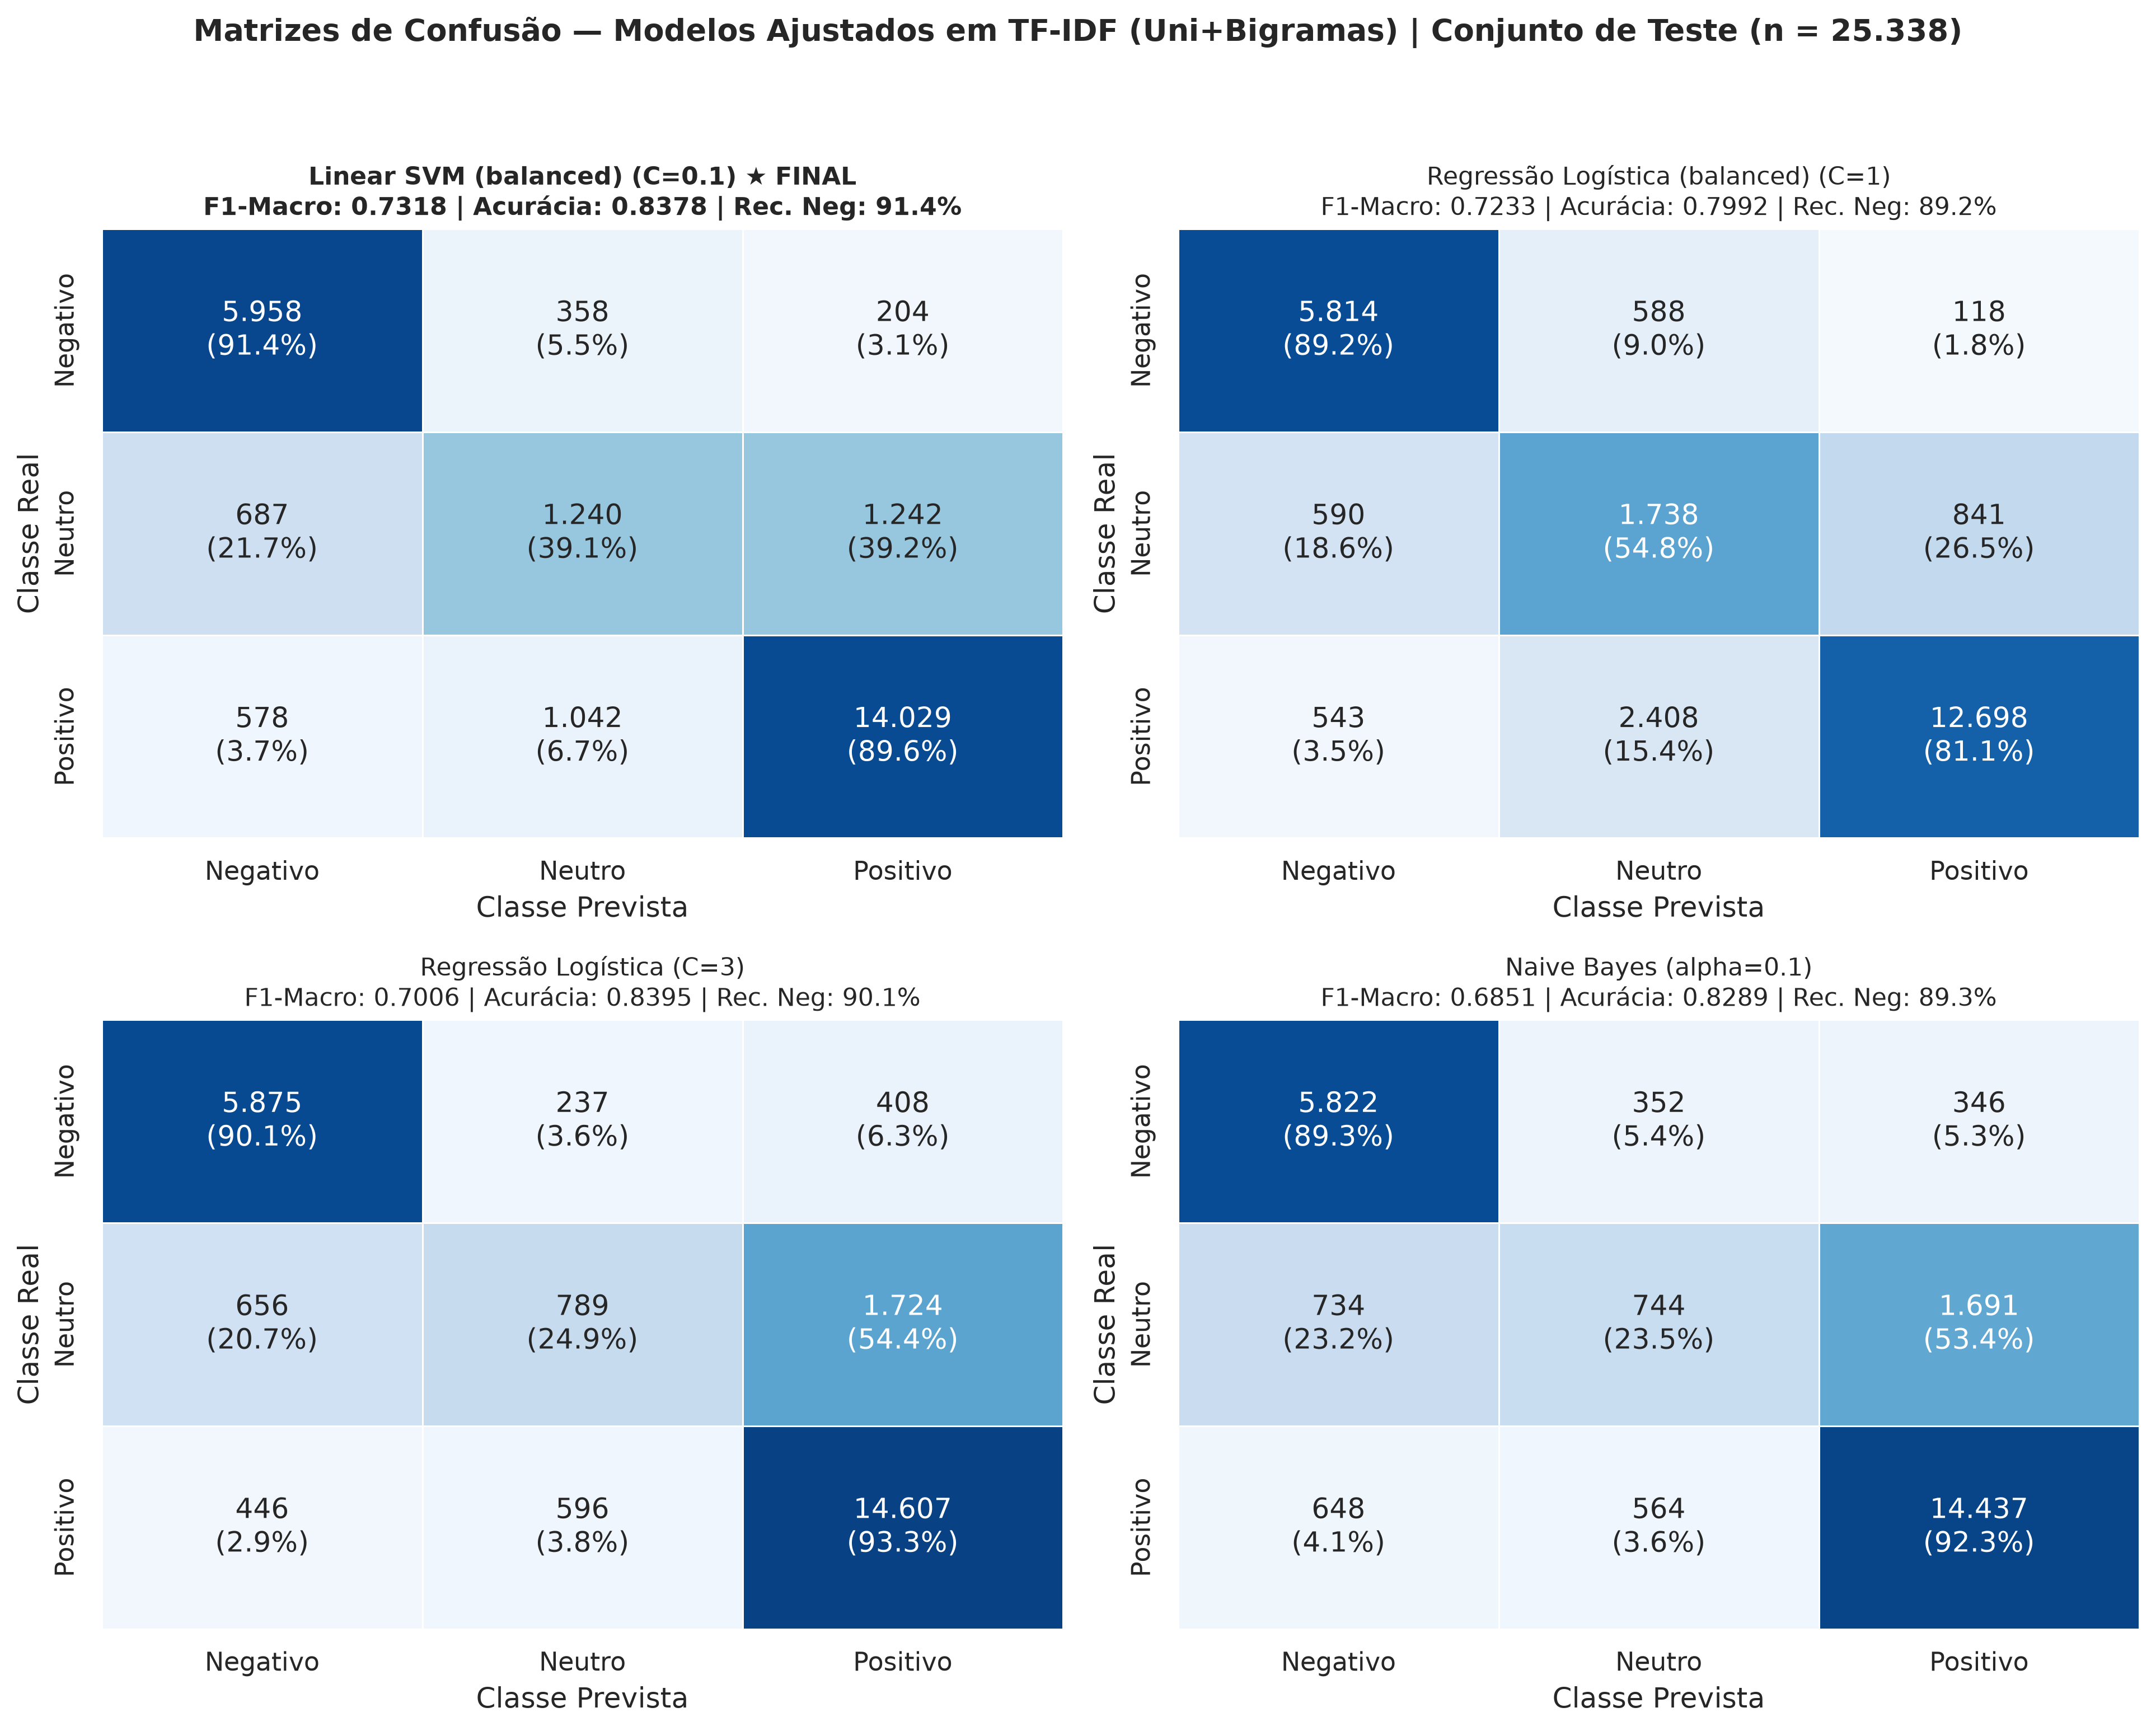 Matrizes de Confusão — Modelos Ajustados em TF-IDF (Uni+Bigramas) | Conjunto de Teste (n = 25.338)
Linear SVM (balanced) (C=0.1) ★ FINAL
F1-Macro: 0.7318 | Acurácia: 0.8378 | Rec. Neg: 91.4%
Classe Real
Negativo
5.958
(91.4%)
358
(5.5%)
204
(3.1%)
Neutro
687
(21.7%)
1.240
(39.1%)
1.242
(39.2%)
Positivo
578
(3.7%)
1.042
(6.7%)
14.029
(89.6%)
Negativo
Neutro
Positivo
Classe Prevista
Regressão Logística (balanced) (C=1)
F1-Macro: 0.7233 | Acurácia: 0.7992 | Rec. Neg: 89.2%
Classe Real
Negativo
5.814
(89.2%)
588
(9.0%)
118
(1.8%)
Neutro
590
(18.6%)
1.738
(54.8%)
841
(26.5%)
Positivo
543
(3.5%)
2.408
(15.4%)
12.698
(81.1%)
Negativo
Neutro
Positivo
Classe Prevista
Regressão Logística (C=3)
F1-Macro: 0.7006 | Acurácia: 0.8395 | Rec. Neg: 90.1%
Classe Real
Negativo
5.875
(90.1%)
237
(3.6%)
408
(6.3%)
Neutro
656
(20.7%)
789
(24.9%)
1.724
(54.4%)
Positivo
446
(2.9%)
596
(3.8%)
14.607
(93.3%)
Negativo
Neutro
Positivo
Classe Prevista
Naive Bayes (alpha=0.1)
F1-Macro: 0.6851 | Acurácia: 0.8289 | Rec. Neg: 89.3%
Classe Real
Negativo
5.822
(89.3%)
352
(5.4%)
346
(5.3%)
Neutro
734
(23.2%)
744
(23.5%)
1.691
(53.4%)
Positivo
648
(4.1%)
564
(3.6%)
14.437
(92.3%)
Negativo
Neutro
Positivo
Classe Prevista